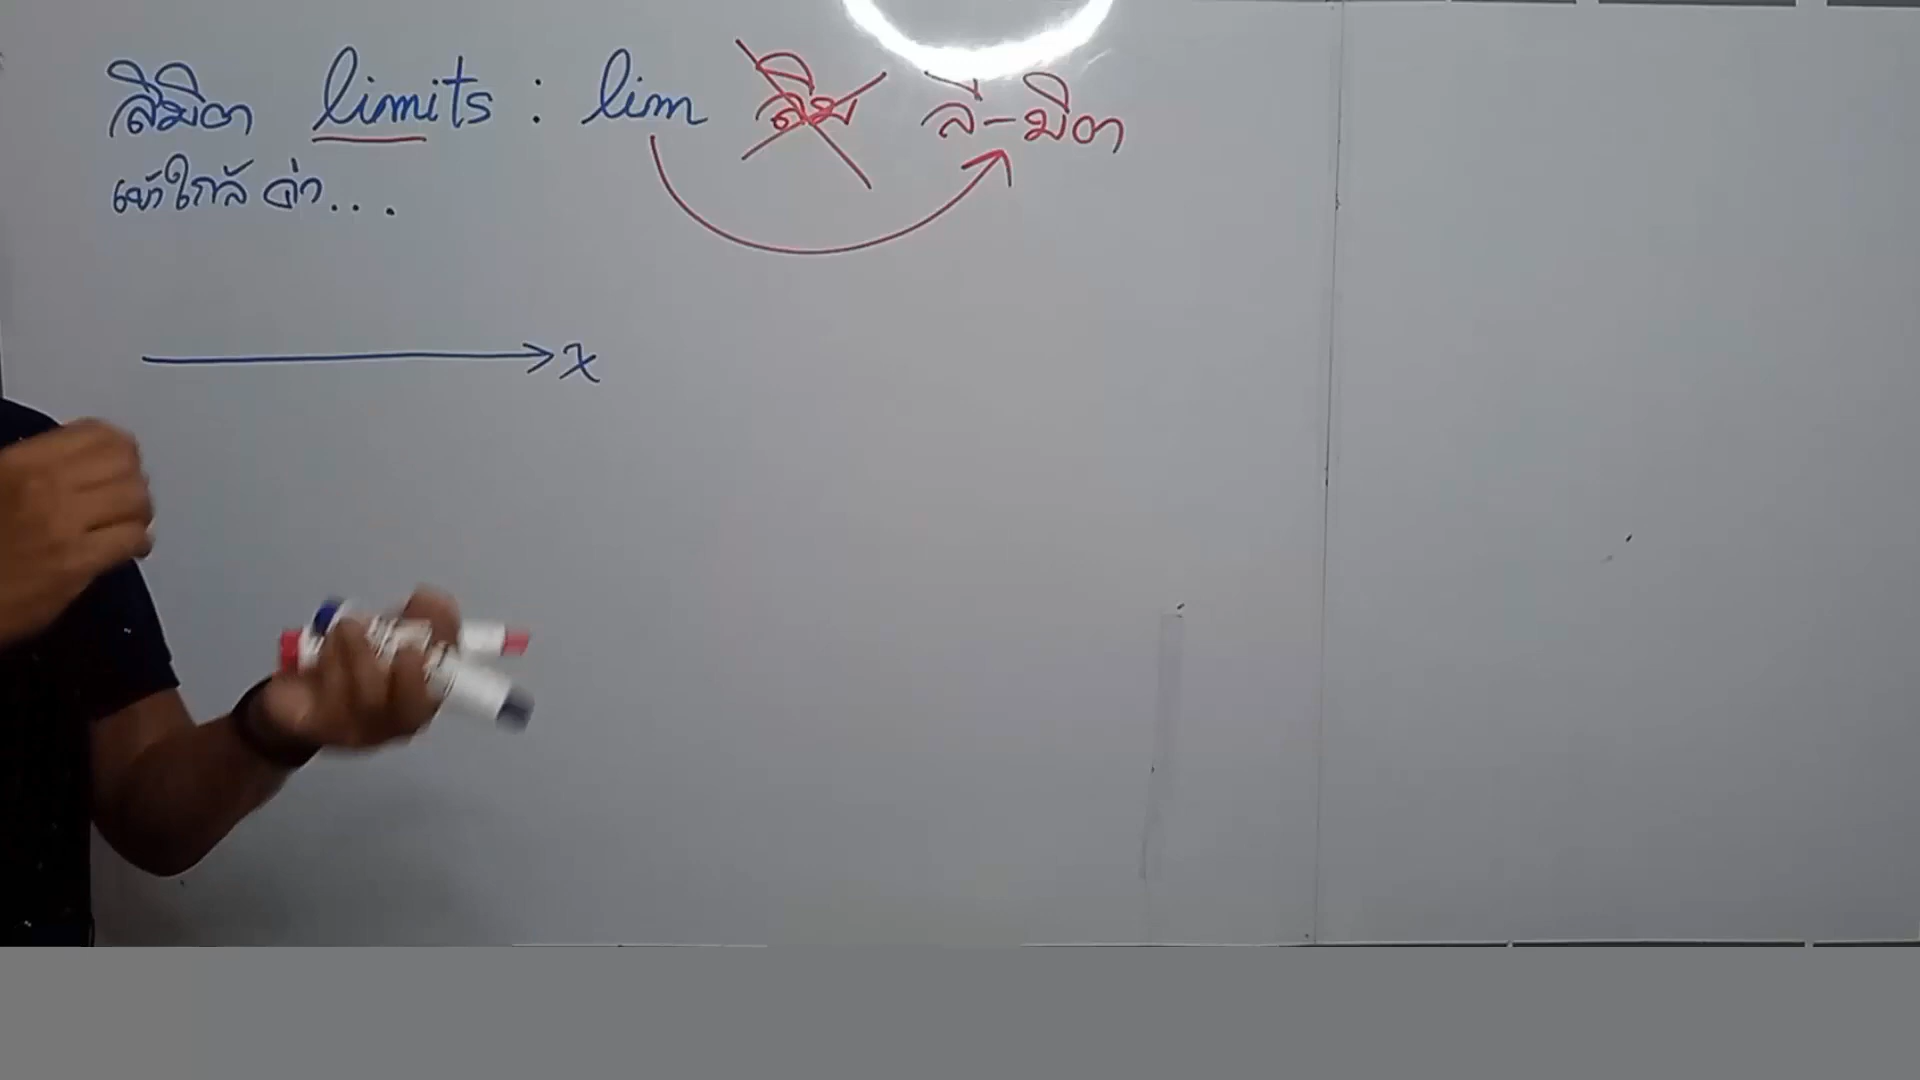 ลิมิต limits : lim ลิม ลิ-มิต
เข้าใกล้ ค่า...
x